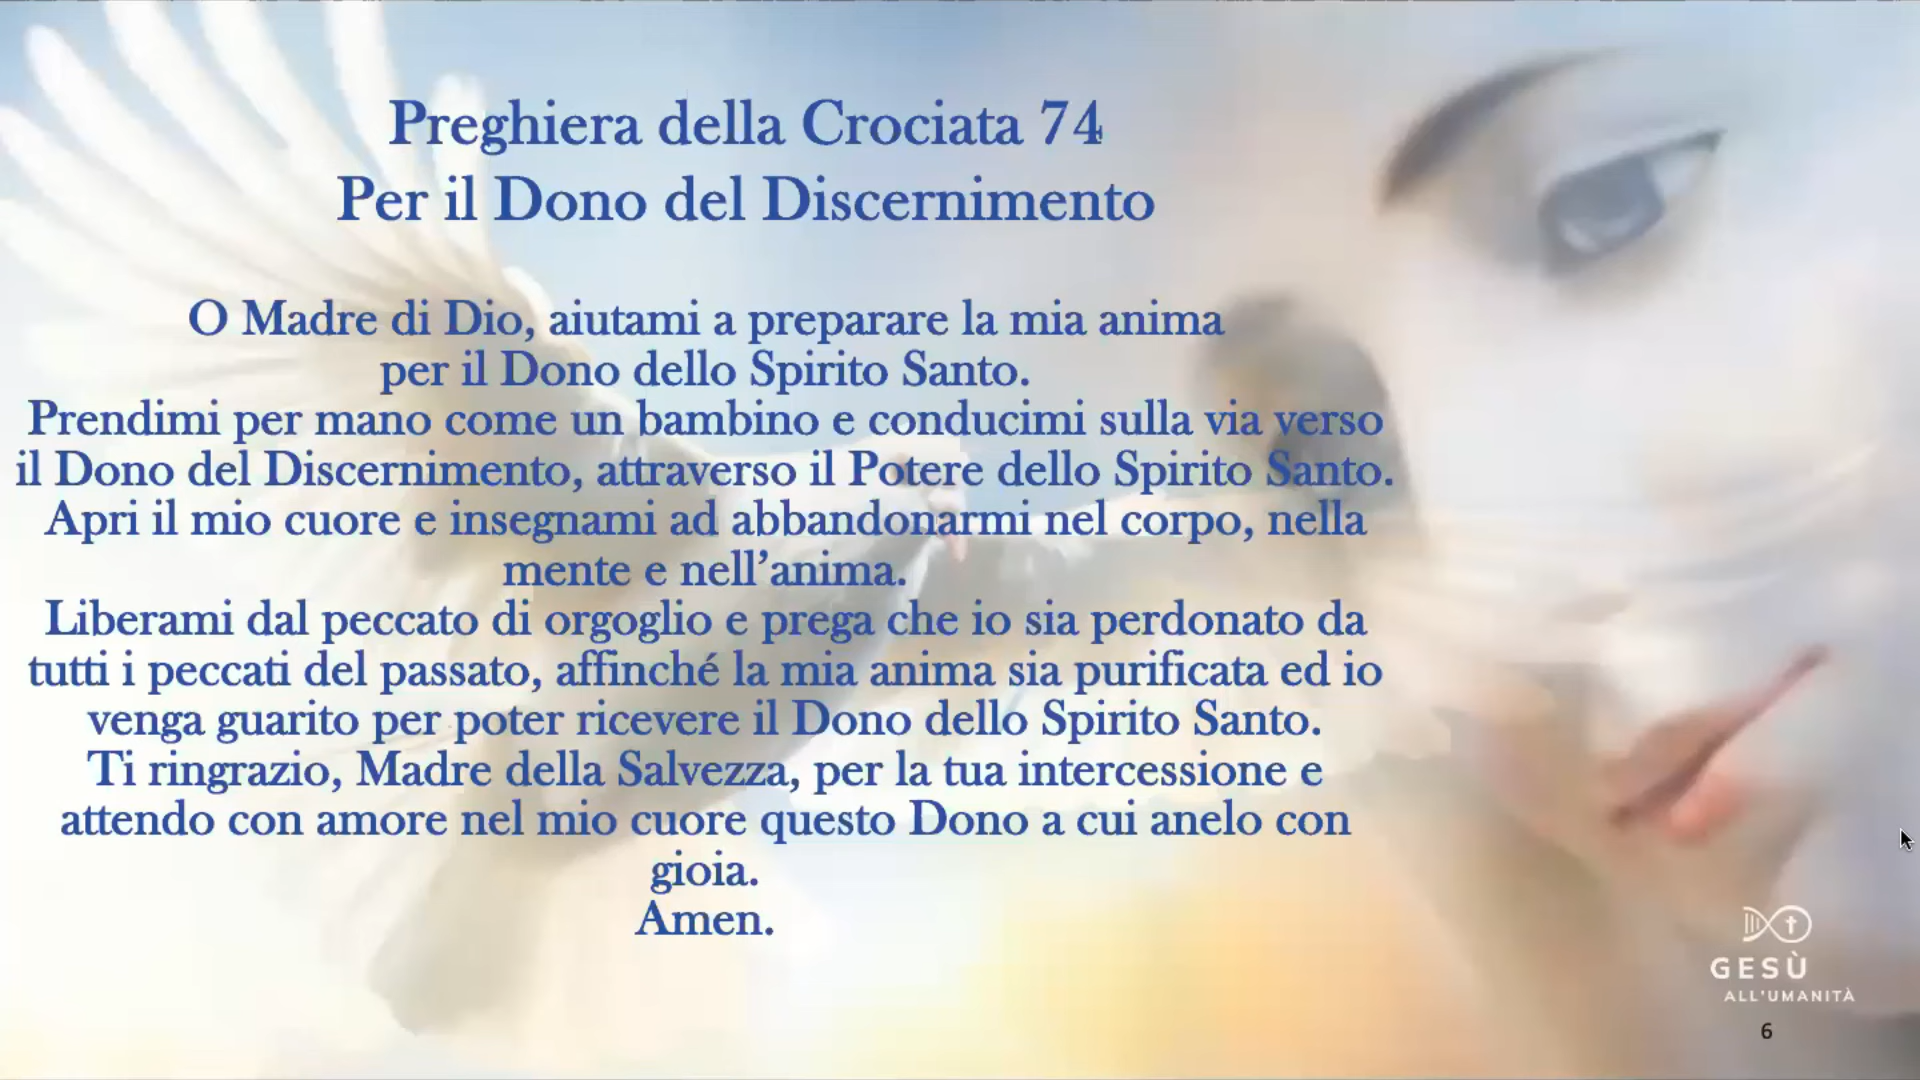 Preghiera della Crociata 74
Per il Dono del Discernimento
O Madre di Dio, aiutami a preparare la mia anima
per il Dono dello Spirito Santo.
Prendimi per mano come un bambino e conducimi sulla via verso
il Dono del Discernimento, attraverso il Potere dello Spirito Santo.
Apri il mio cuore e insegnami ad abbandonarmi nel corpo, nella
mente e nell’anima.
Liberami dal peccato di orgoglio e prega che io sia perdonato da
tutti i peccati del passato, affinché la mia anima sia purificata ed io
venga guarito per poter ricevere il Dono dello Spirito Santo.
Ti ringrazio, Madre della Salvezza, per la tua intercessione e
attendo con amore nel mio cuore questo Dono a cui anelo con
gioia.
Amen.
GESÙ
ALL'UMANITÀ
6